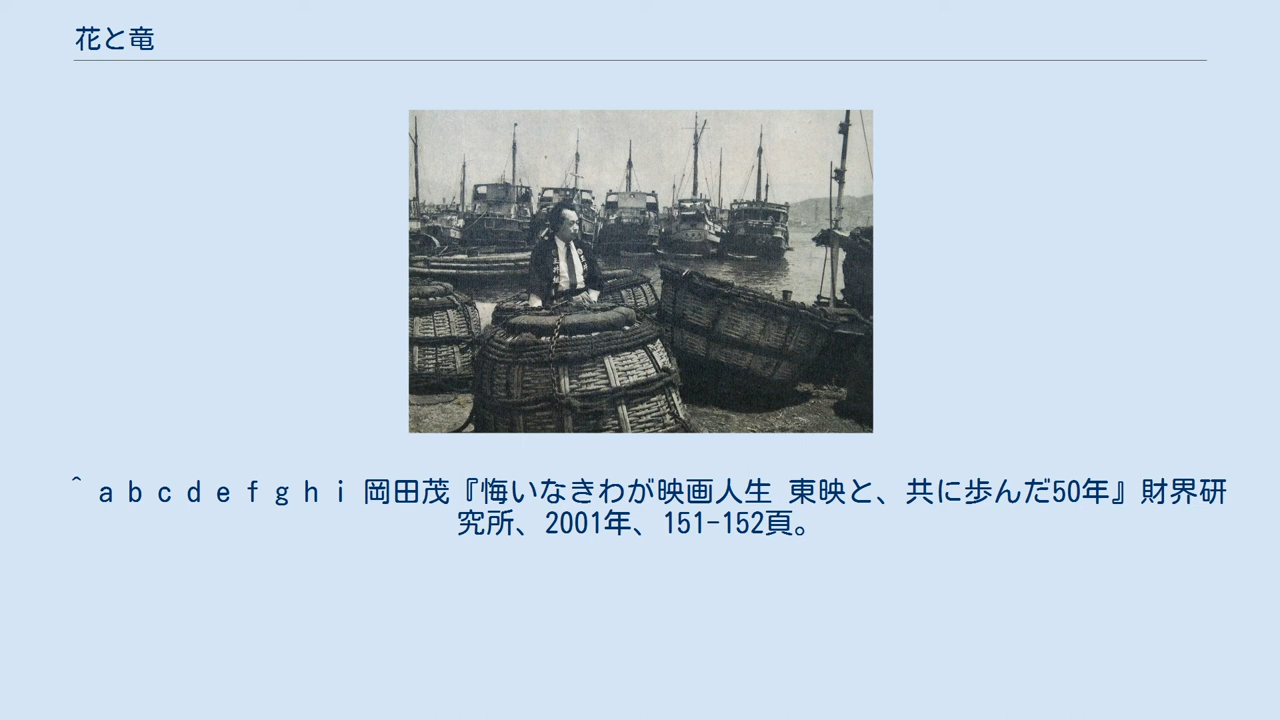 花と竜
^ a b c d e f g h i 岡田茂『悔いなきわが映画人生 東映と、共に歩んだ50年』財界研
究所、2001年、151-152頁。